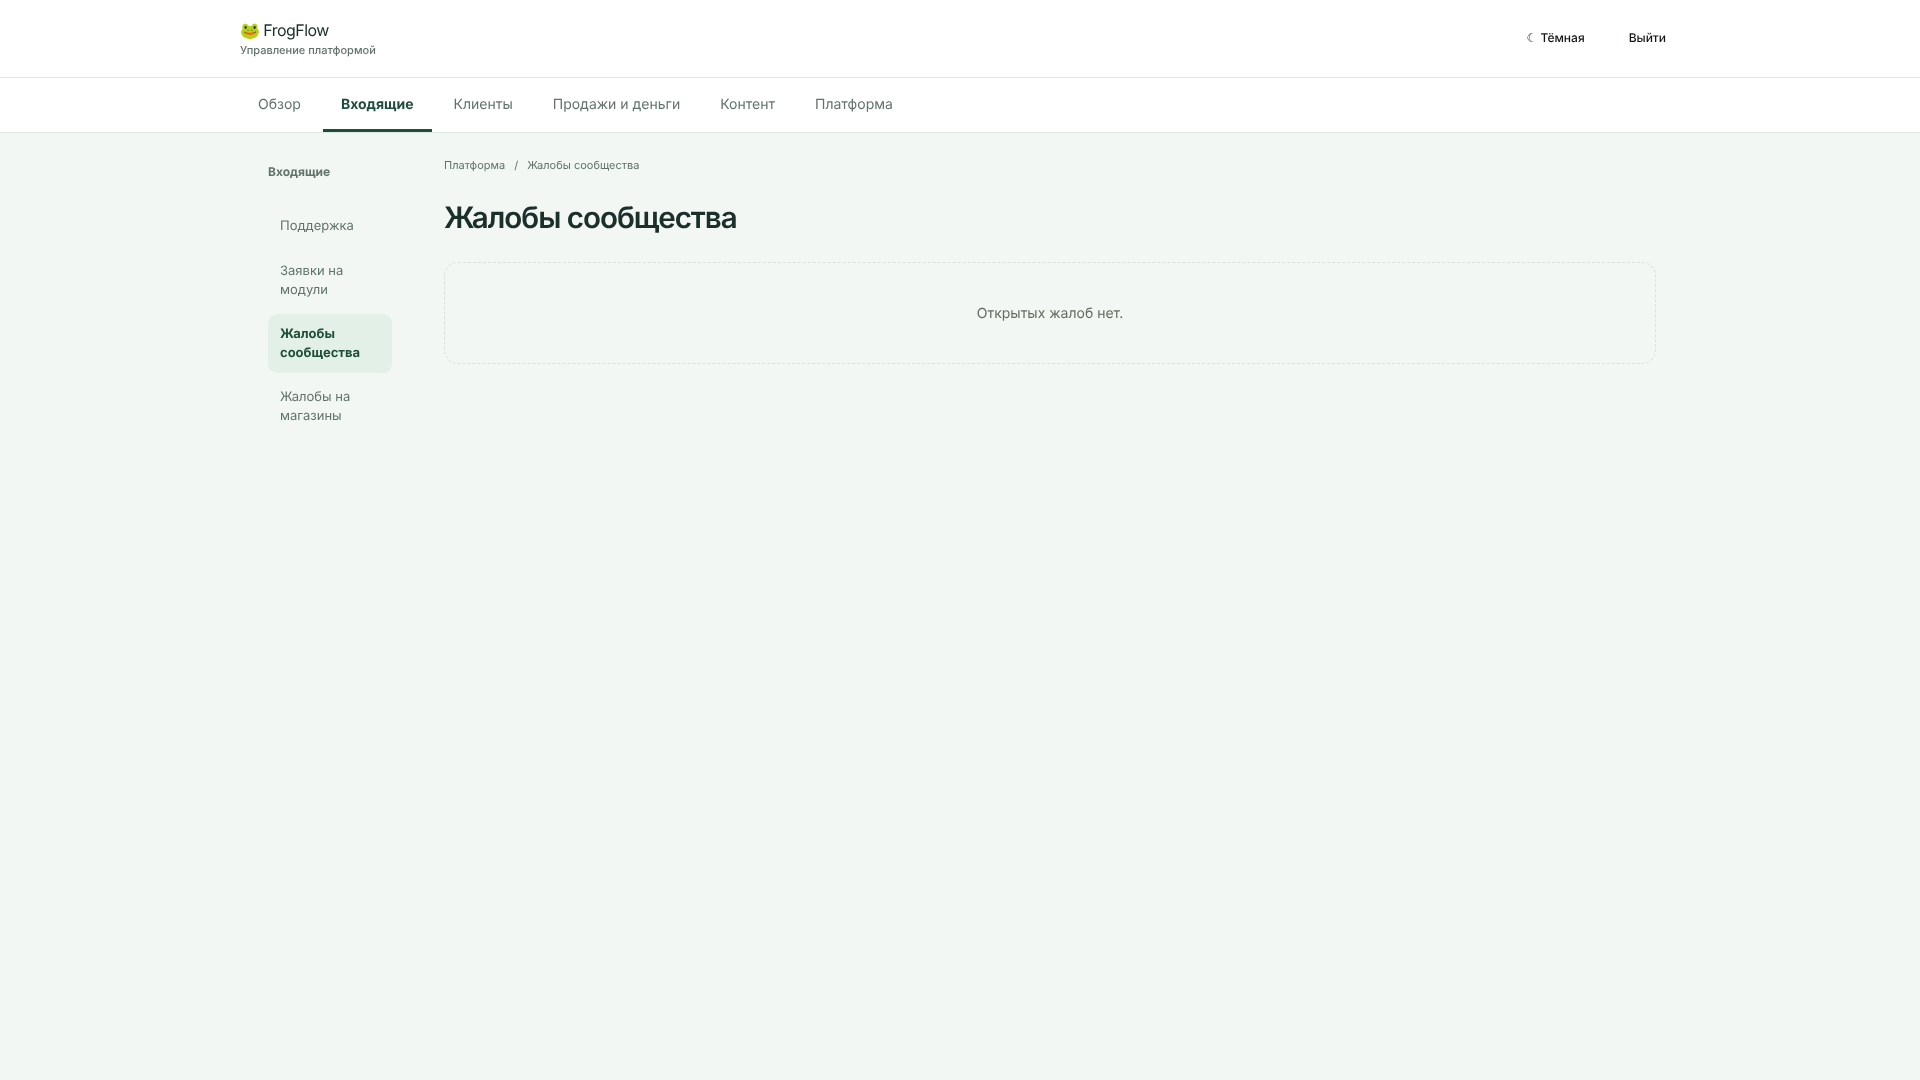 🐸 FrogFlow
Управление платформой
☾ Тёмная
Выйти
Обзор
Входящие
Клиенты
Продажи и деньги
Контент
Платформа
Входящие
Поддержка
Заявки на
модули
Жалобы
сообщества
Жалобы на
магазины
Платформа / Жалобы сообщества
Жалобы сообщества
Открытых жалоб нет.